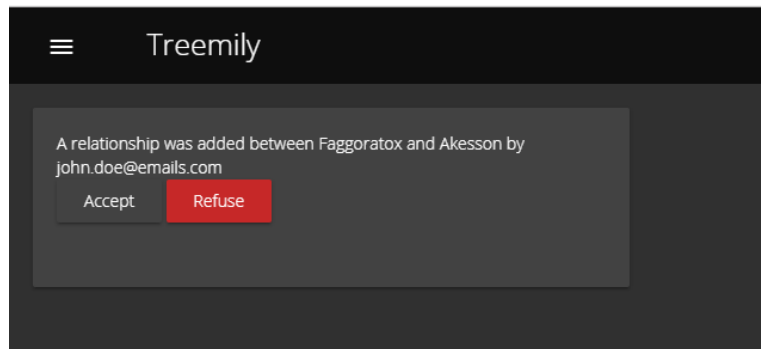 Treemily
A relationship was added between Faggoratox and Akesson by
john.doe@emails.com
Accept Refuse